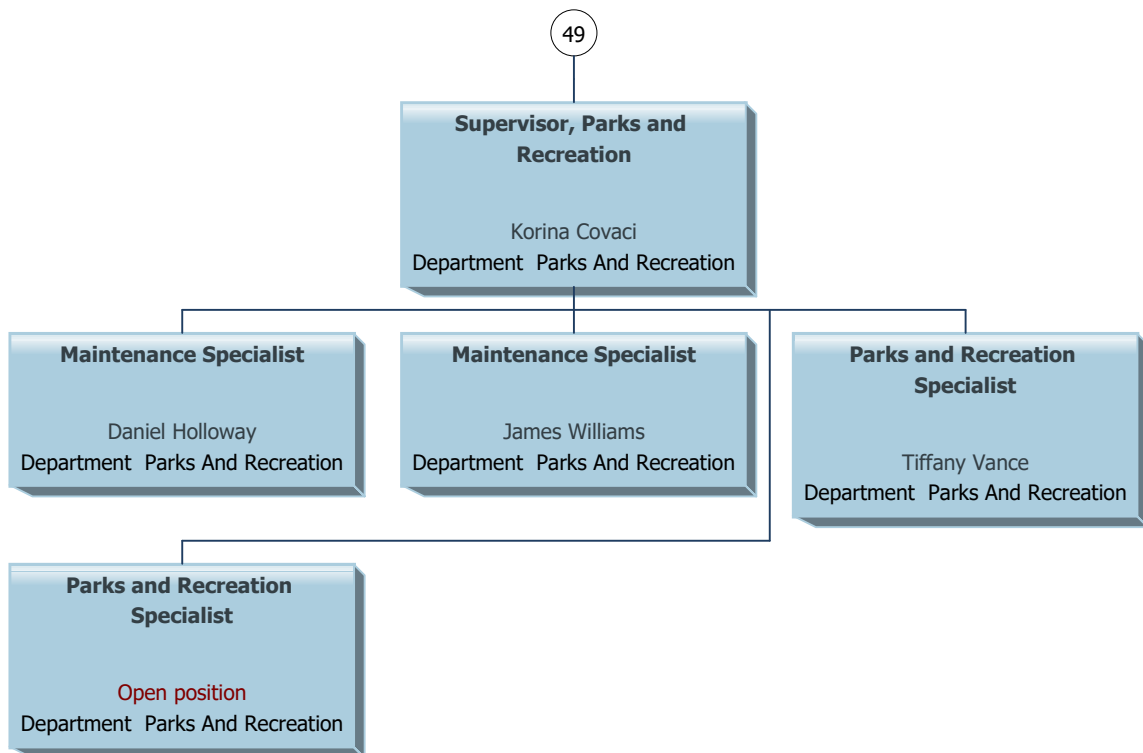 49
Supervisor, Parks and
Recreation
Korina Covaci
Department  Parks And Recreation
Maintenance Specialist
Daniel Holloway
Department  Parks And Recreation
Maintenance Specialist
James Williams
Department  Parks And Recreation
Parks and Recreation
Specialist
Tiffany Vance
Department  Parks And Recreation
Parks and Recreation
Specialist
Open position
Department  Parks And Recreation